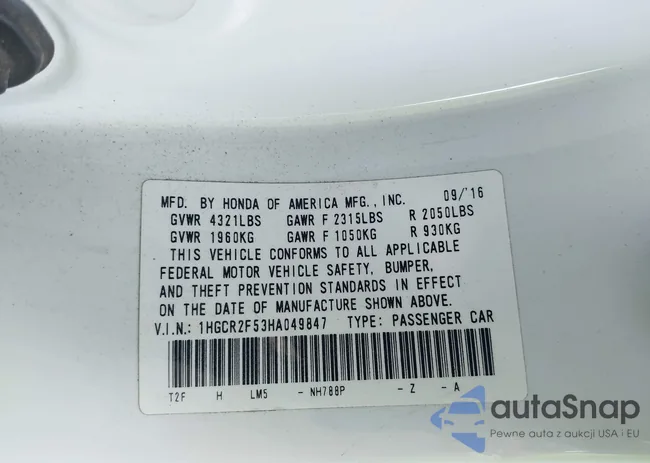 MFD. BY HONDA OF AMERICA MFG., INC. 09/'16
GVWR 4321LBS GAWR F 2315LBS R 2050LBS
GVWR 1960KG GAWR F 1050KG R 930KG
THIS VEHICLE CONFORMS TO ALL APPLICABLE
FEDERAL MOTOR VEHICLE SAFETY, BUMPER,
AND THEFT PREVENTION STANDARDS IN EFFECT
ON THE DATE OF MANUFACTURE SHOWN ABOVE.
V.I.N.: 1HGCR2F53HA049847 TYPE: PASSENGER CAR
T2F H LM5 - NH788P - Z - A
autaSnap
Pewne auta z aukcji USA i EU